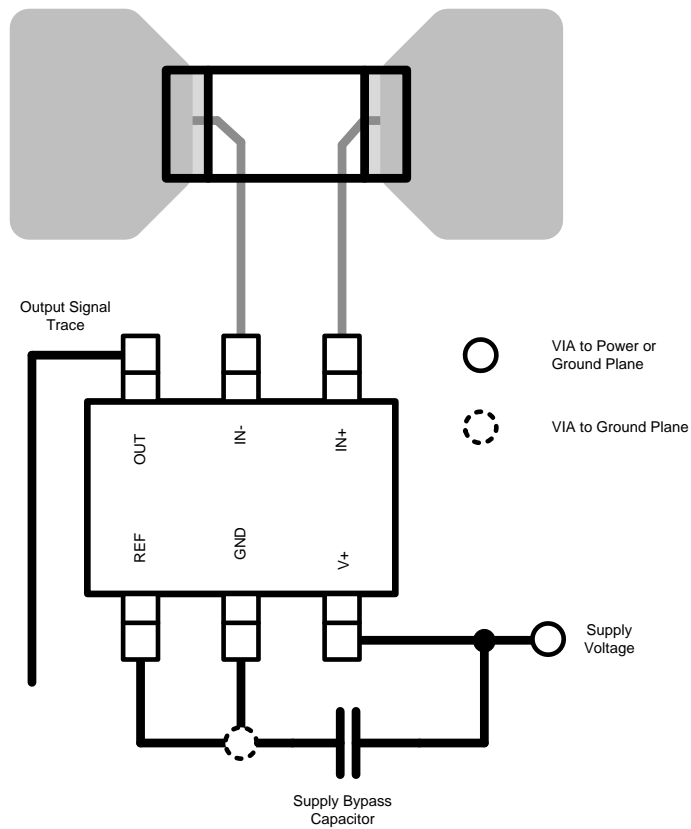 Output Signal
Trace
VIA to Power or
Ground Plane
VIA to Ground Plane
OUT
IN-
IN+
REF
GND
V+
Supply
Voltage
Supply Bypass
Capacitor